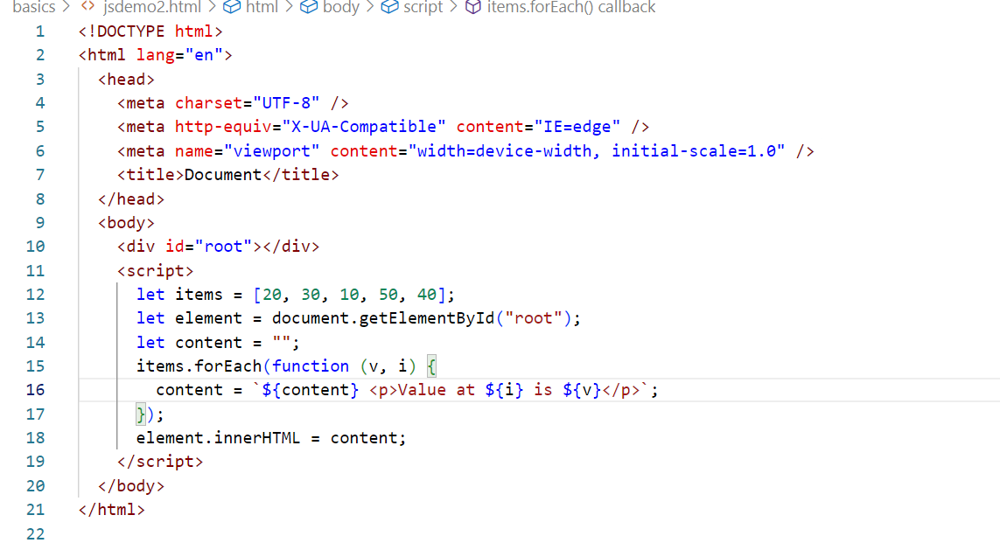 basics > jsdemo2.html > html > body > script > items.forEach() callback
1 <!DOCTYPE html>
2 <html lang="en">
3 <head>
4 <meta charset="UTF-8" />
5 <meta http-equiv="X-UA-Compatible" content="IE=edge" />
6 <meta name="viewport" content="width=device-width, initial-scale=1.0" />
7 <title>Document</title>
8 </head>
9 <body>
10 <div id="root"></div>
11 <script>
12 let items = [20, 30, 10, 50, 40];
13 let element = document.getElementById("root");
14 let content = "";
15 items.forEach(function (v, i) {
16 content = `${content} <p>Value at ${i} is ${v}</p>`;
17 });
18 element.innerHTML = content;
19 </script>
20 </body>
21 </html>
22